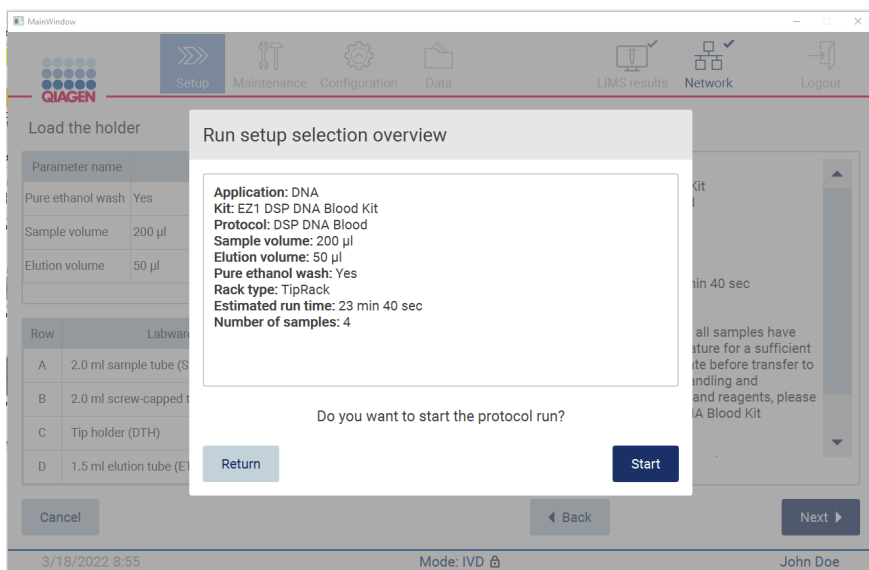 MainWindow
Setup
Maintenance
Configuration
Data
LIMS results
Network
Logout
QIAGEN
Load the holder
Run setup selection overview
Parameter name
Pure ethanol wash Yes
Sample volume 200 µl
Elution volume 50 µl
Application: DNA
Kit: EZ1 DSP DNA Blood Kit
Protocol: DSP DNA Blood
Sample volume: 200 µl
Elution volume: 50 µl
Pure ethanol wash: Yes
Rack type: TipRack
Estimated run time: 23 min 40 sec
Number of samples: 4
Kit
min 40 sec
all samples have
for a sufficient
before transfer to
and
and reagents, please
Blood Kit
Row
A 2.0 ml sample tube
B 2.0 ml screw-capped
C Tip holder (DTH)
D 1.5 ml elution tube
Do you want to start the protocol run?
Return
Start
Cancel
Back
Next
3/18/2022 8:55
Mode: IVD
John Doe